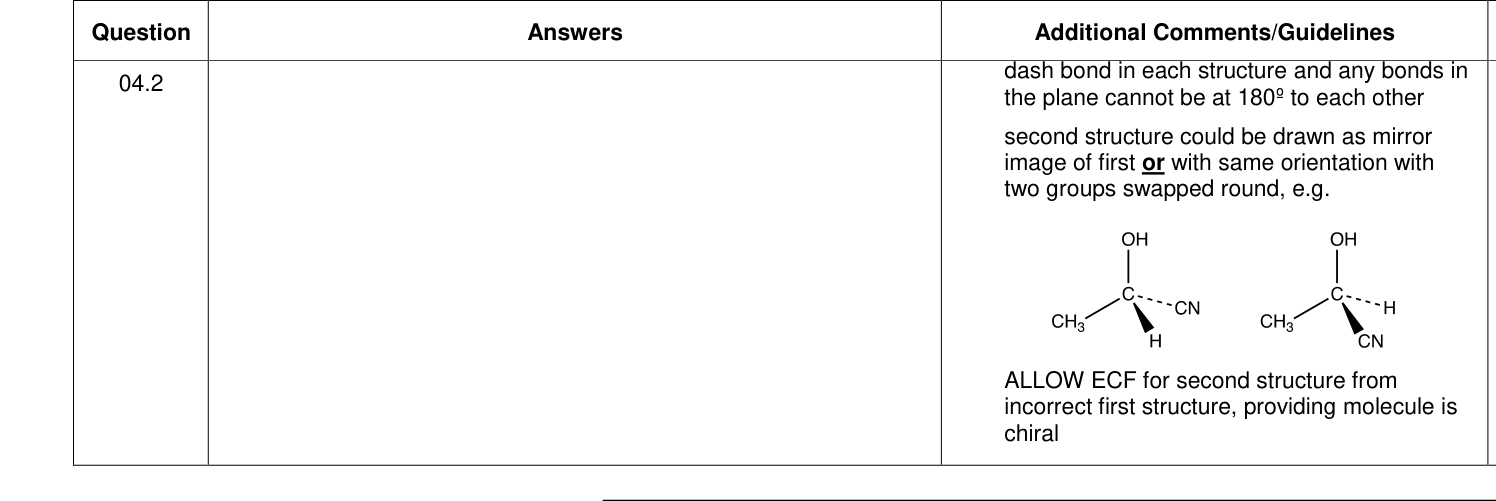 Question Answers Additional Comments/Guidelines
04.2
dash bond in each structure and any bonds in
the plane cannot be at 180º to each other
second structure could be drawn as mirror
image of first or with same orientation with
two groups swapped round, e.g.
OH OH
C CN C H
CH₃ CH₃
H CN
ALLOW ECF for second structure from
incorrect first structure, providing molecule is
chiral